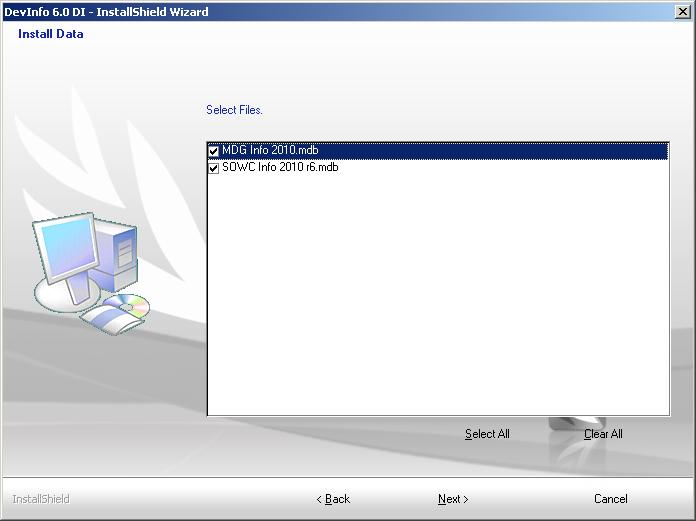 DevInfo 6.0 DI - InstallShield Wizard
Install Data
Select Files.
MDG Info 2010.mdb
SOWC Info 2010 r6.mdb
Select All
Clear All
InstallShield
< Back
Next >
Cancel